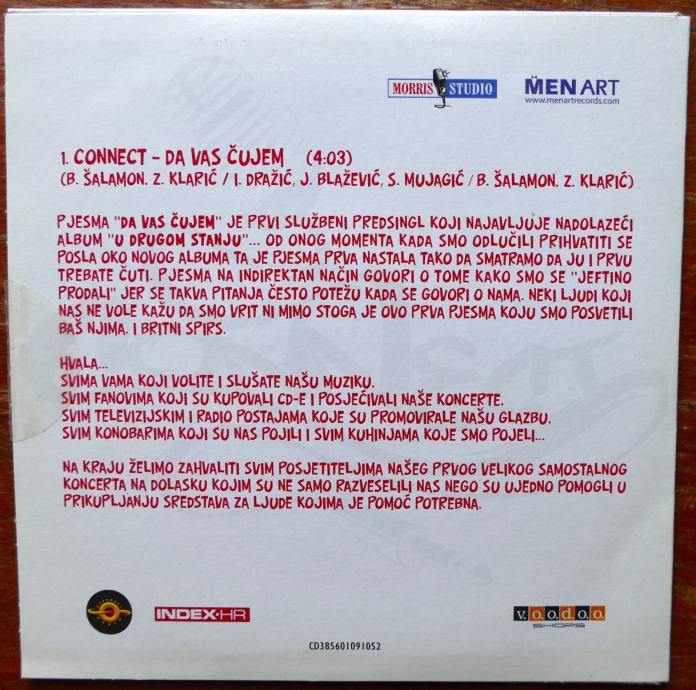 MORRIS STUDIO
MEN ART
www.menartrecords.com
1. CONNECT - DA VAS ČUJEM (4:03)
(B. ŠALAMON. Z. KLARIĆ / I. DRAŽIĆ, J. BLAŽEVIĆ, S. MUJAGIĆ / B. ŠALAMON. Z. KLARIĆ)
PJESMA "DA VAS ČUJEM" JE PRVI SLUŽBENI PREDSINGL KOJI NAJAVLJUJE NADOLAZEĆI
ALBUM "U DRUGOM STANJU"... OD ONOG MOMENTA KADA SMO ODLUČILI PRIHVATITI SE
POSLA OKO NOVOG ALBUMA TA JE PJESMA PRVA NASTALA TAKO DA SMATRAMO DA JU I PRVU
TREBATE ČUTI. PJESMA NA INDIREKTAN NAČIN GOVORI O TOME KAKO SMO SE "JEFTINO
PRODALI" JER SE TAKVA PITANJA ČESTO POTEŽU KADA SE GOVORI O NAMA. NEKI LJUDI KOJI
NAS NE VOLE KAŽU DA SMO VRIT NI MIMO STOGA JE OVO PRVA PJESMA KOJU SMO POSVETILI
BAŠ NJIMA. I BRITNI SPIRS.
HVALA...
SVIMA VAMA KOJI VOLITE I SLUŠATE NAŠU MUZIKU.
SVIM FANOVIMA KOJI SU KUPOVALI CD-E I POSJEĆIVALI NAŠE KONCERTE.
SVIM TELEVIZIJSKIM I RADIO POSTAJAMA KOJE SU PROMOVIRALE NAŠU GLAZBU.
SVIM KONOBARIMA KOJI SU NAS POJILI I SVIM KUHINJAMA KOJE SMO POJELI...
NA KRAJU ŽELIMO ZAHVALITI SVIM POSJETITELJIMA NAŠEG PRVOG VELIKOG SAMOSTALNOG
KONCERTA NA DOLASKU KOJIM SU NE SAMO RAZVESELILI NAS NEGO SU UJEDNO POMOGLI U
PRIKUPLJANJU SREDSTAVA ZA LJUDE KOJIMA JE POMOĆ POTREBNA.
INDEX.HR
v.o.o.d.o.o.
SHOPS
CD385601091052